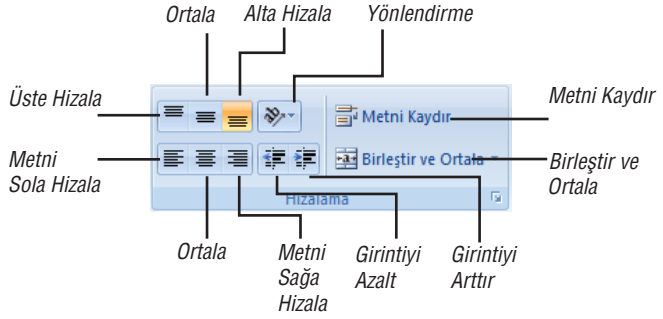 Ortala
Alta Hizala
Yönlendirme
Üste Hizala
Metni Kaydır
Metni Kaydır
Metni
Sola Hizala
Birleştir ve Ortala
Birleştir ve
Ortala
Hizalama
Ortala
Metni
Sağa
Hizala
Girintiyi
Azalt
Girintiyi
Arttır